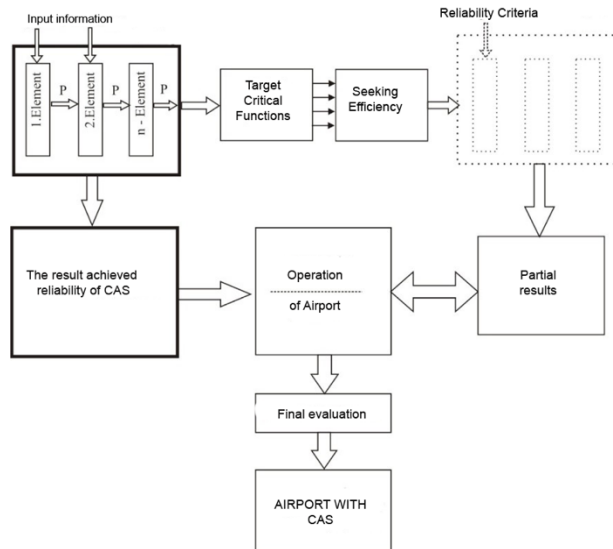 Input information
Reliability Criteria
1.Element
P
2.Element
P
n - Element
P
Target
Critical
Functions
Seeking
Efficiency
The result achieved
reliability of CAS
Operation
of Airport
Partial
results
Final evaluation
AIRPORT WITH
CAS